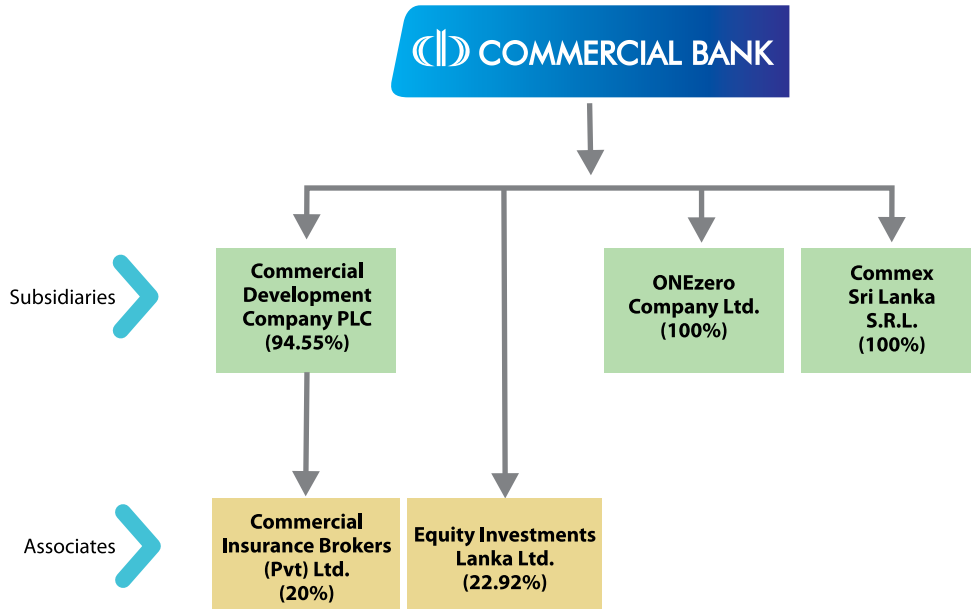 COMMERCIAL BANK
Subsidiaries
Commercial
Development
Company PLC
(94.55%)
ONEzero
Company Ltd.
(100%)
Commex
Sri Lanka
S.R.L.
(100%)
Associates
Commercial
Insurance Brokers
(Pvt) Ltd.
(20%)
Equity Investments
Lanka Ltd.
(22.92%)